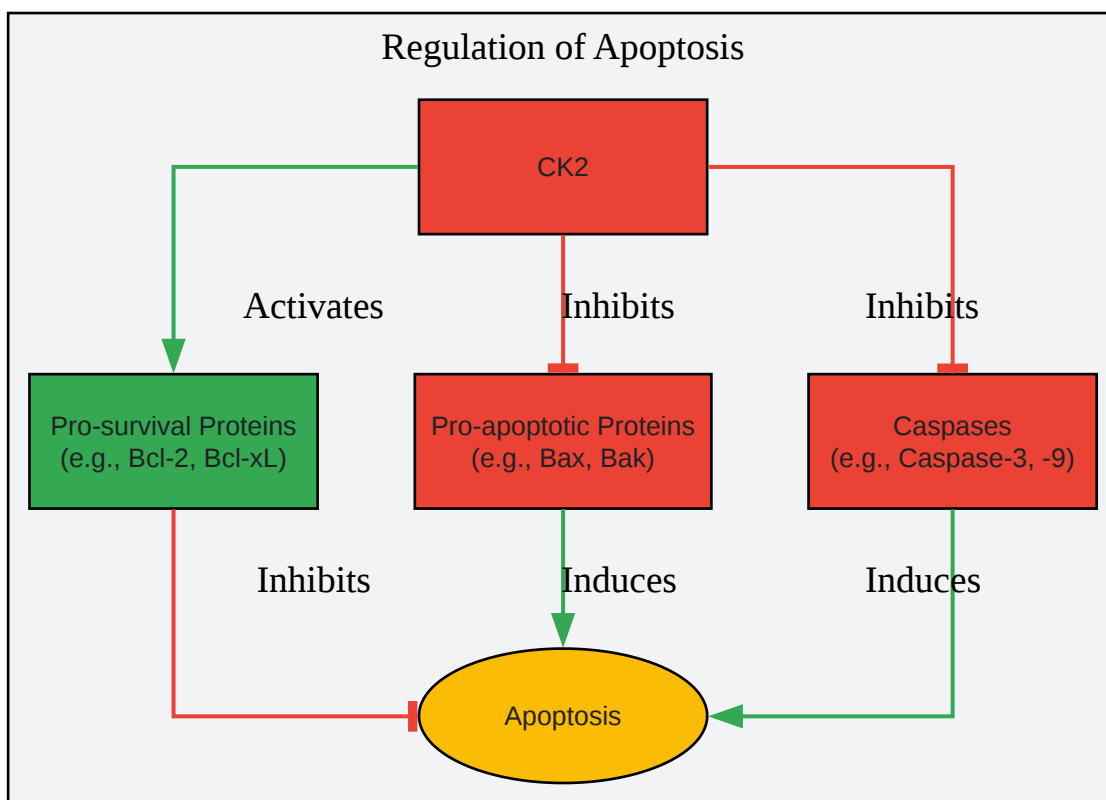 Regulation of Apoptosis
CK2
Activates
Inhibits
Inhibits
Pro-survival Proteins
(e.g., Bcl-2, Bcl-xL)
Pro-apoptotic Proteins
(e.g., Bax, Bak)
Caspases
(e.g., Caspase-3, -9)
Inhibits
Induces
Induces
Apoptosis